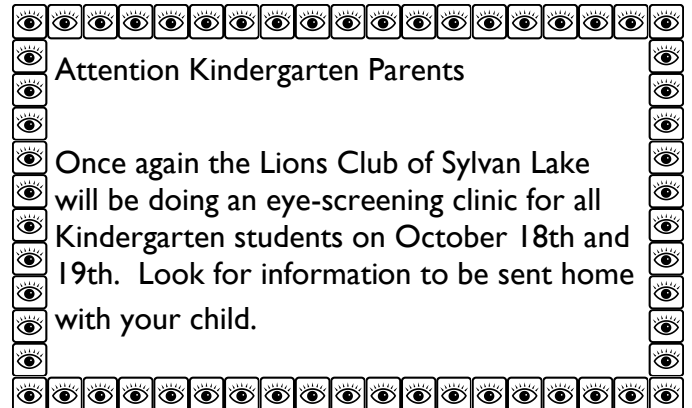 Attention Kindergarten Parents
Once again the Lions Club of Sylvan Lake
will be doing an eye-screening clinic for all
Kindergarten students on October 18th and
19th.  Look for information to be sent home
with your child.